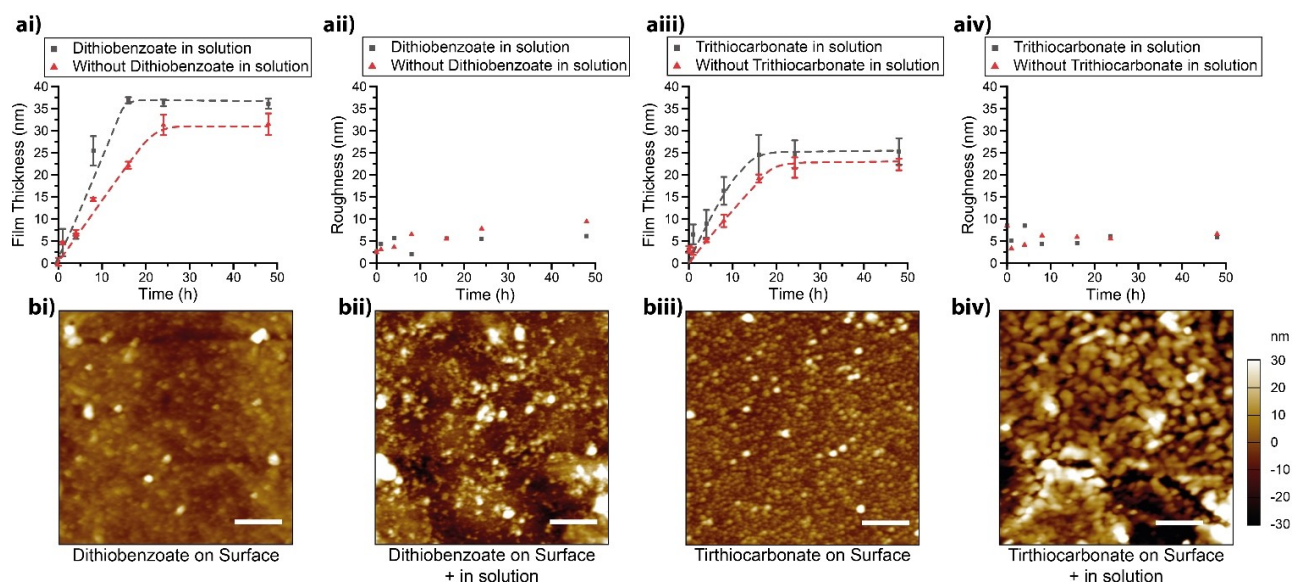 ai)
Dithiobenzoate in solution
Without Dithiobenzoate in solution
Film Thickness (nm)
40
35
30
25
20
15
10
5
0
0 10 20 30 40 50
Time (h)
aii)
Dithiobenzoate in solution
Without Dithiobenzoate in solution
Roughness (nm)
40
35
30
25
20
15
10
5
0
0 10 20 30 40 50
Time (h)
aiii)
Trithiocarbonate in solution
Without Trithiocarbonate in solution
Film Thickness (nm)
40
35
30
25
20
15
10
5
0
0 10 20 30 40 50
Time (h)
aiv)
Trithiocarbonate in solution
Without Trithiocarbonate in solution
Roughness (nm)
40
35
30
25
20
15
10
5
0
0 10 20 30 40 50
Time (h)
bi)
Dithiobenzoate on Surface
bii)
Dithiobenzoate on Surface
+ in solution
biii)
Tirthiocarbonate on Surface
biv)
Tirthiocarbonate on Surface
+ in solution
nm
30
20
10
0
-10
-20
-30